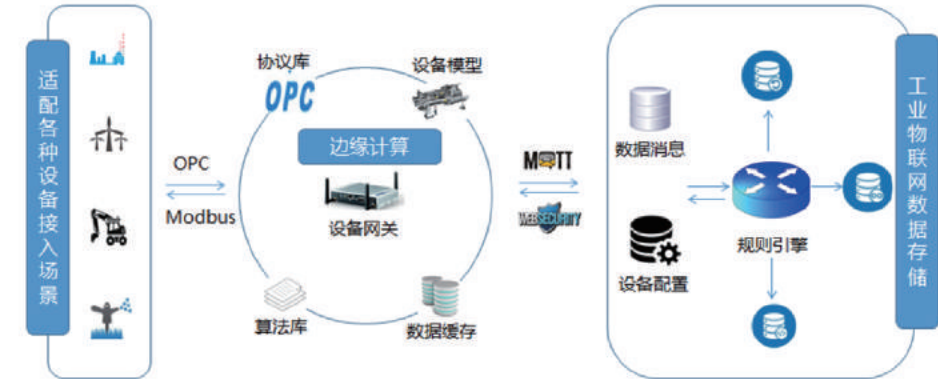 适配各种设备接入场景
OPC
Modbus
协议库
OPC
设备模型
边缘计算
设备网关
算法库
数据缓存
MQTT
WEBSECURITY
数据消息
设备配置
规则引擎
工业物联网数据存储